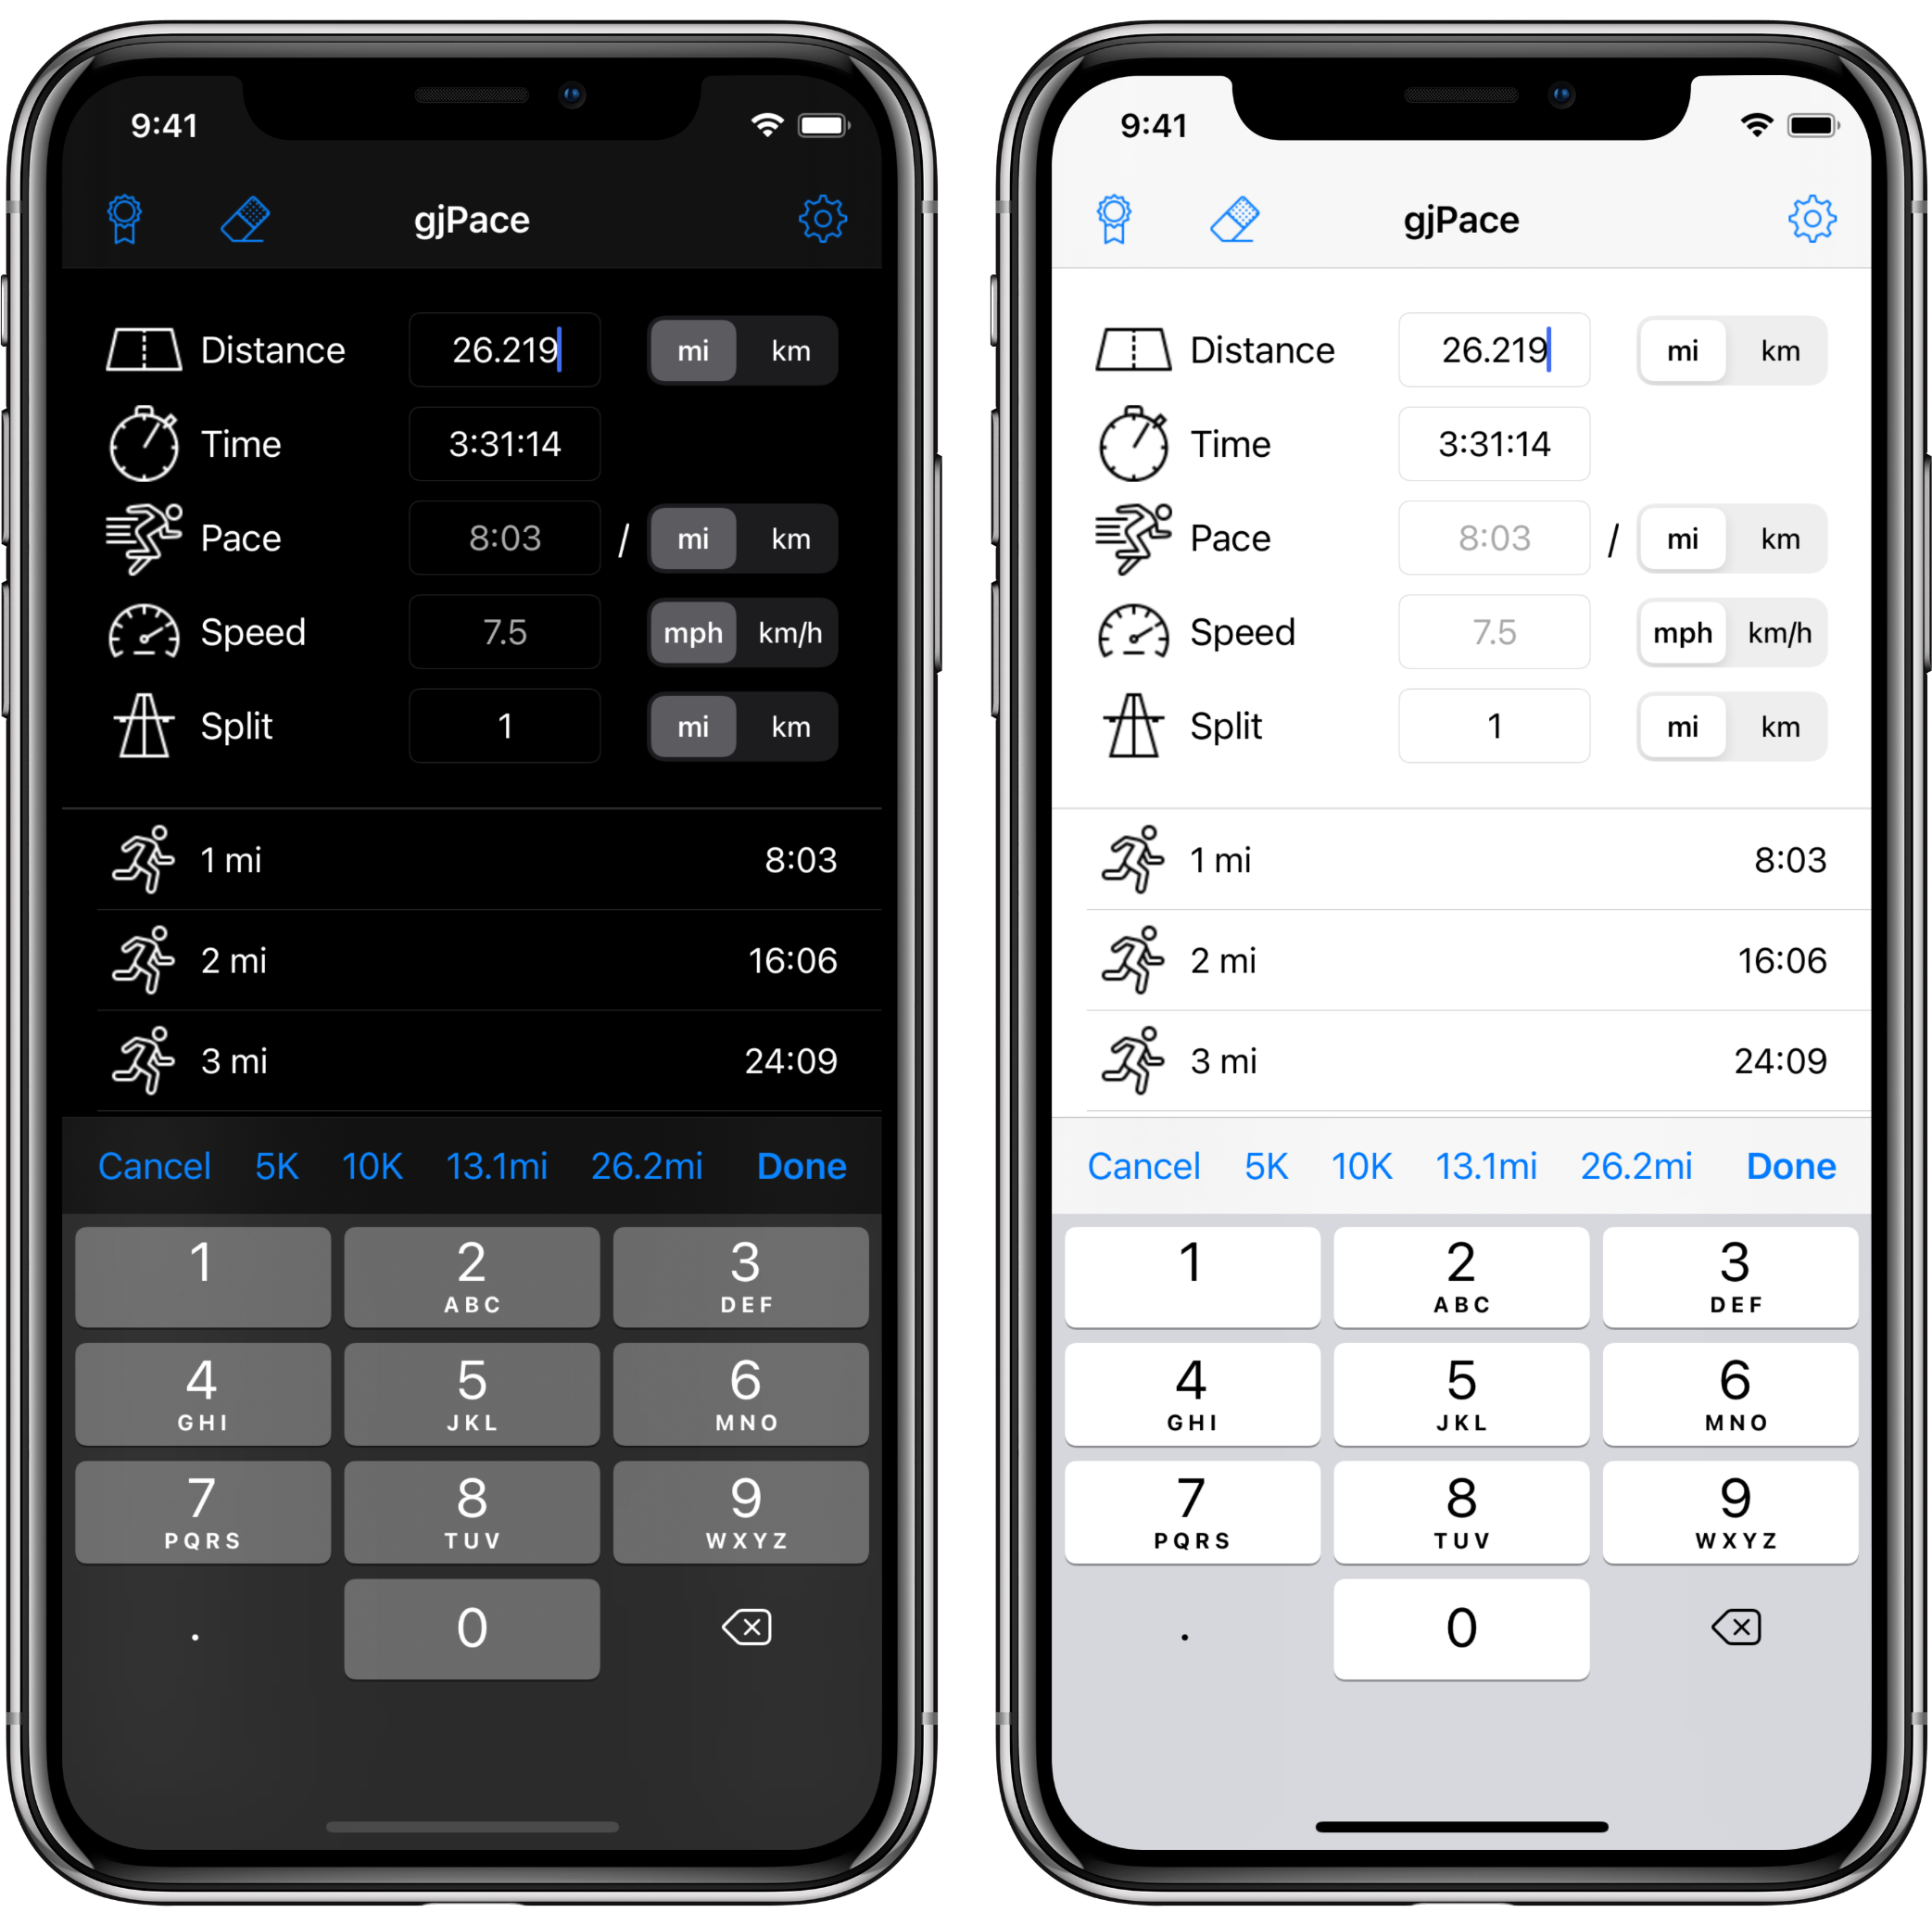 9:41
gjPace
Distance 26.219 mi km
Time 3:31:14
Pace 8:03 / mi km
Speed 7.5 mph km/h
Split 1 mi km
1 mi 8:03
2 mi 16:06
3 mi 24:09
Cancel 5K 10K 13.1mi 26.2mi Done
1 2 3
ABC DEF
4 5 6
GHI JKL MNO
7 8 9
PQRS TUV WXYZ
. 0
9:41
gjPace
Distance 26.219 mi km
Time 3:31:14
Pace 8:03 / mi km
Speed 7.5 mph km/h
Split 1 mi km
1 mi 8:03
2 mi 16:06
3 mi 24:09
Cancel 5K 10K 13.1mi 26.2mi Done
1 2 3
ABC DEF
4 5 6
GHI JKL MNO
7 8 9
PQRS TUV WXYZ
. 0